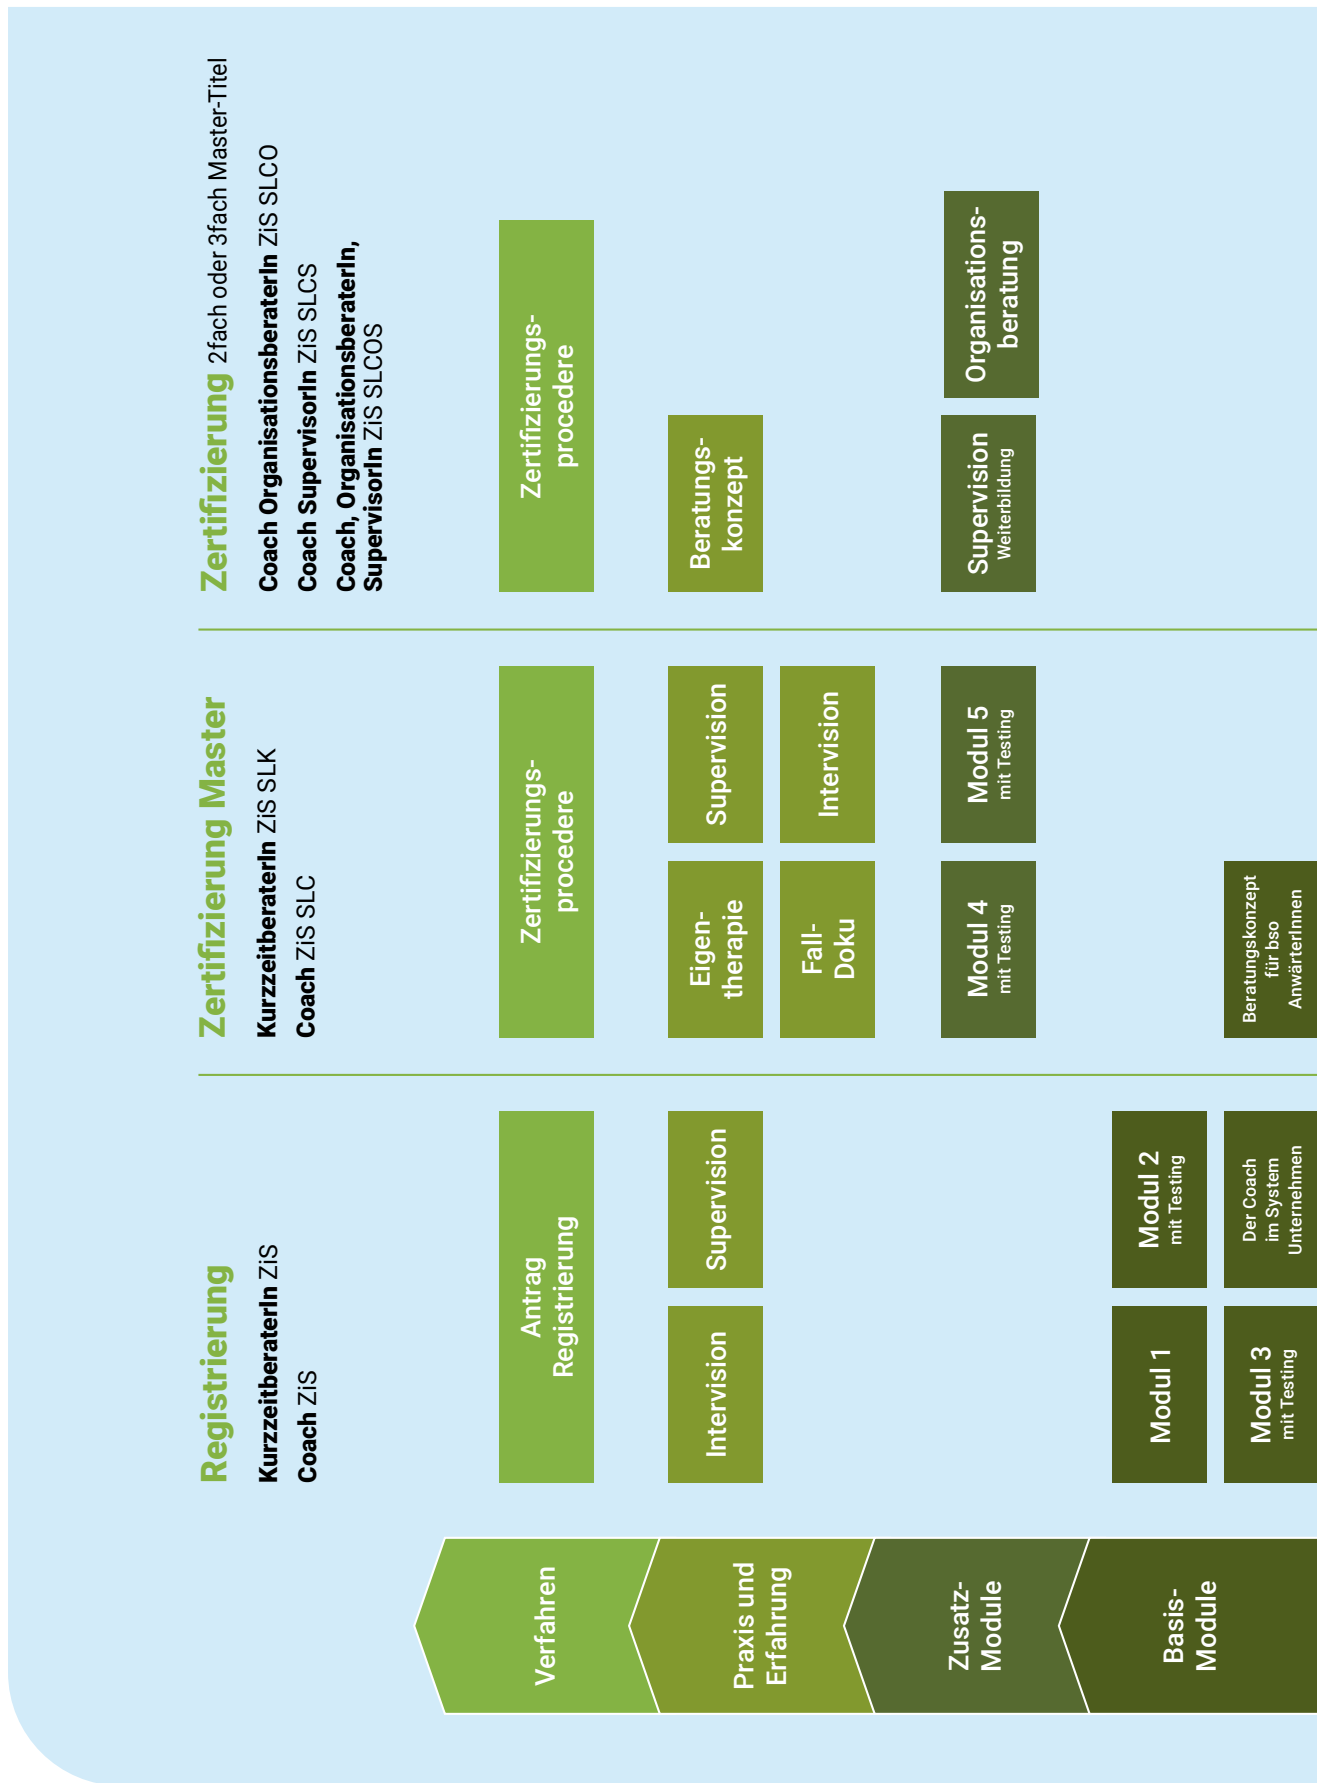 Registrierung
KurzzeitberaterIn ZiS
Coach ZiS
Zertifizierung Master
KurzzeitberaterIn ZiS SLK
Coach ZiS SLC
Zertifizierung 2fach oder 3fach Master-Titel
Coach OrganisationsberaterIn ZiS SLCO
Coach SupervisorIn ZiS SLCS
Coach, OrganisationsberaterIn,
SupervisorIn ZiS SLCOS
Verfahren
Antrag
Registrierung
Zertifizierungs-
procedere
Zertifizierungs-
procedere
Praxis und
Erfahrung
Intervision
Supervision
Eigen-
therapie
Supervision
Beratungs-
konzept
Fall-
Doku
Intervision
Zusatz-
Module
Modul 4
mit Testing
Modul 5
mit Testing
Supervision
Weiterbildung
Organisations-
beratung
Basis-
Module
Modul 1
Modul 2
mit Testing
Modul 3
mit Testing
Der Coach
im System
Unternehmen
Beratungskonzept
für bso
AnwärterInnen